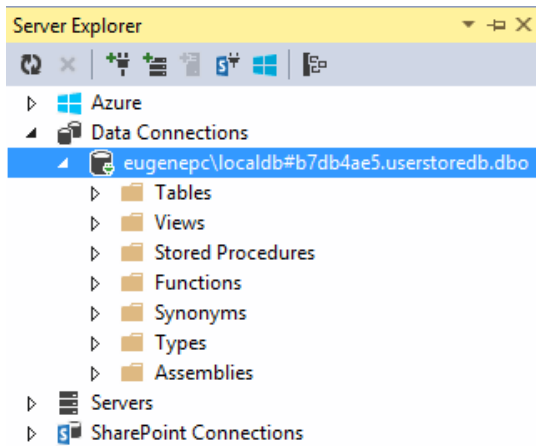 Server Explorer
Azure
Data Connections
eugenepc\localdb#b7db4ae5.userstoredb.dbo
Tables
Views
Stored Procedures
Functions
Synonyms
Types
Assemblies
Servers
SharePoint Connections